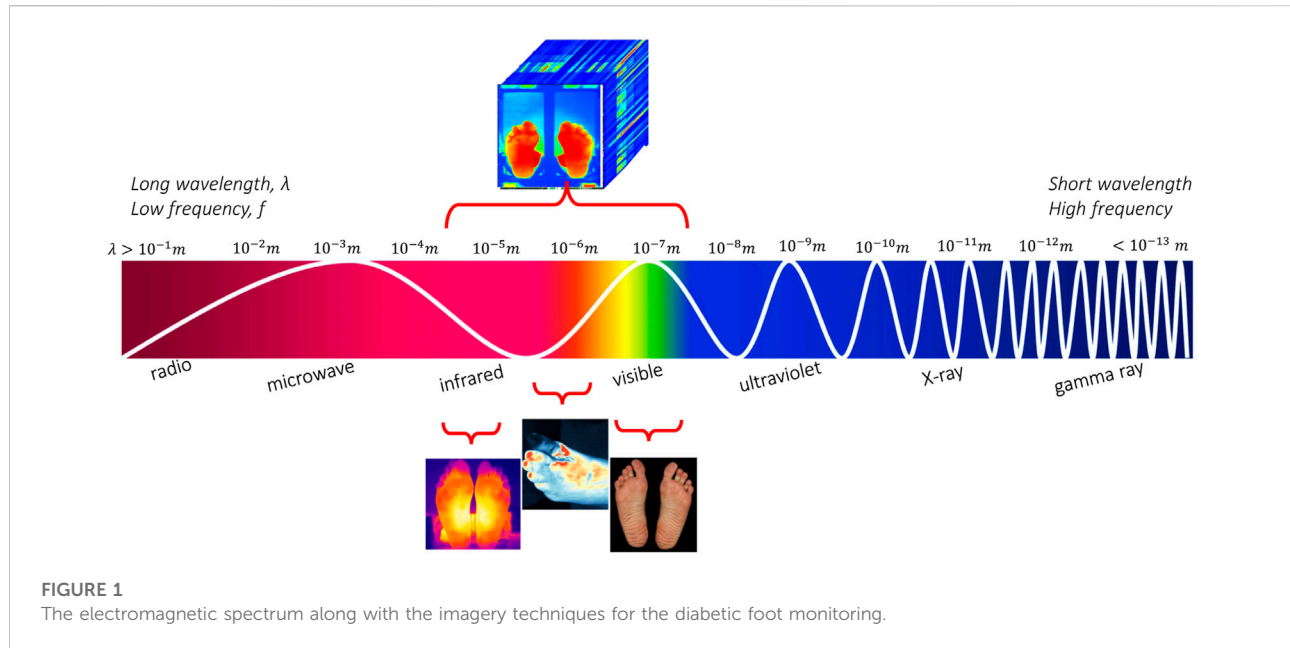 Long wavelength, λ
Low frequency, f
Short wavelength
High frequency
λ > 10⁻¹m 10⁻²m 10⁻³m 10⁻⁴m 10⁻⁵m 10⁻⁶m 10⁻⁷m 10⁻⁸m 10⁻⁹m 10⁻¹⁰m 10⁻¹¹m 10⁻¹²m < 10⁻¹³ m
radio microwave infrared visible ultraviolet X-ray gamma ray
FIGURE 1
The electromagnetic spectrum along with the imagery techniques for the diabetic foot monitoring.